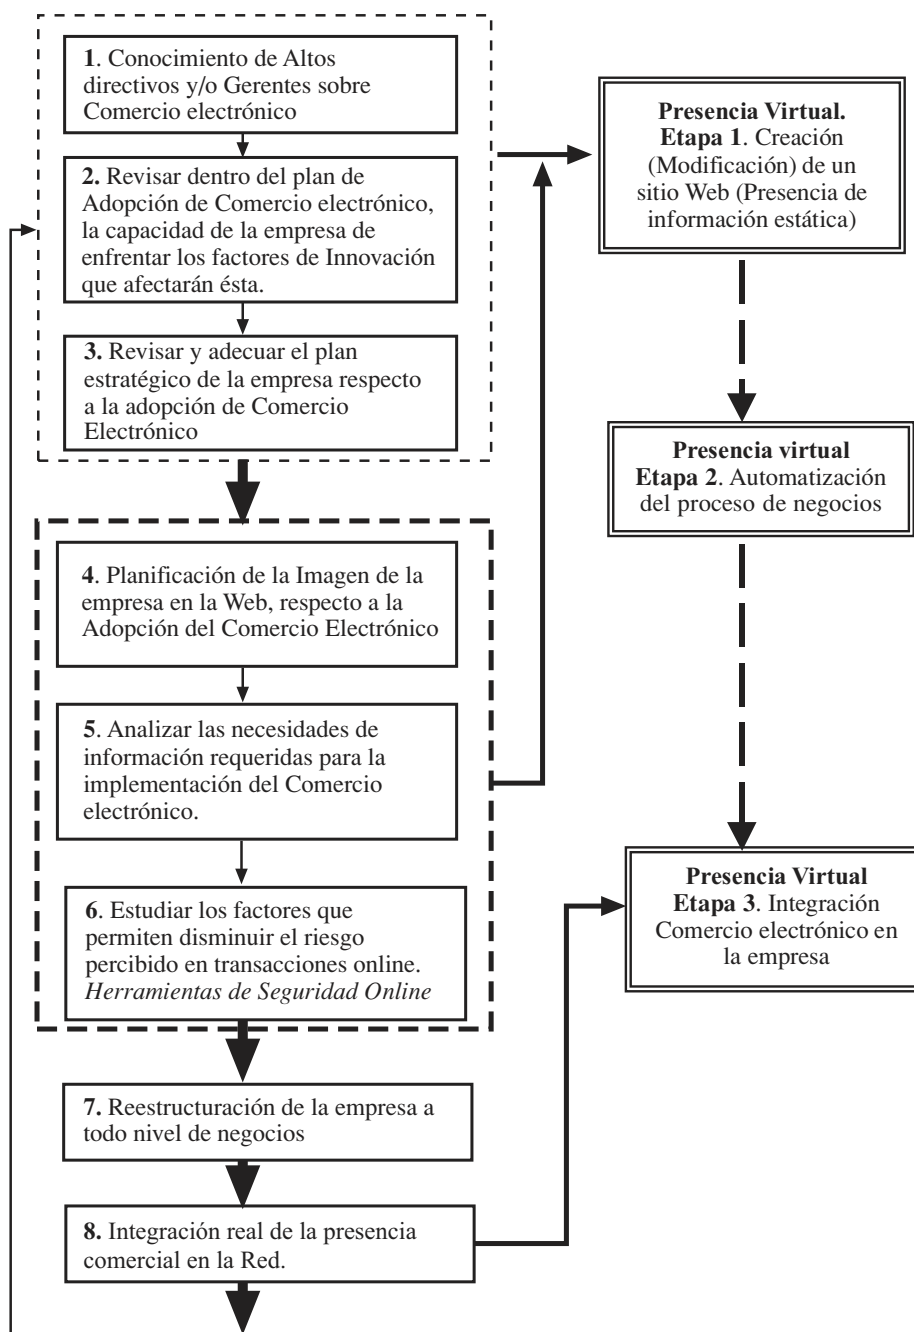 1. Conocimiento de Altos
directivos y/o Gerentes sobre
Comercio electrónico
2. Revisar dentro del plan de
Adopción de Comercio electrónico,
la capacidad de la empresa de
enfrentar los factores de Innovación
que afectarán ésta.
3. Revisar y adecuar el plan
estratégico de la empresa respecto
a la adopción de Comercio
Electrónico
4. Planificación de la Imagen de la
empresa en la Web, respecto a la
Adopción del Comercio Electrónico
5. Analizar las necesidades de
información requeridas para la
implementación del Comercio
electrónico.
6. Estudiar los factores que
permiten disminuir el riesgo
percibido en transacciones online.
Herramientas de Seguridad Online
7. Reestructuración de la empresa a
todo nivel de negocios
8. Integración real de la presencia
comercial en la Red.
Presencia Virtual.
Etapa 1. Creación
(Modificación) de un
sitio Web (Presencia de
información estática)
Presencia virtual
Etapa 2. Automatización
del proceso de negocios
Presencia Virtual
Etapa 3. Integración
Comercio electrónico en
la empresa